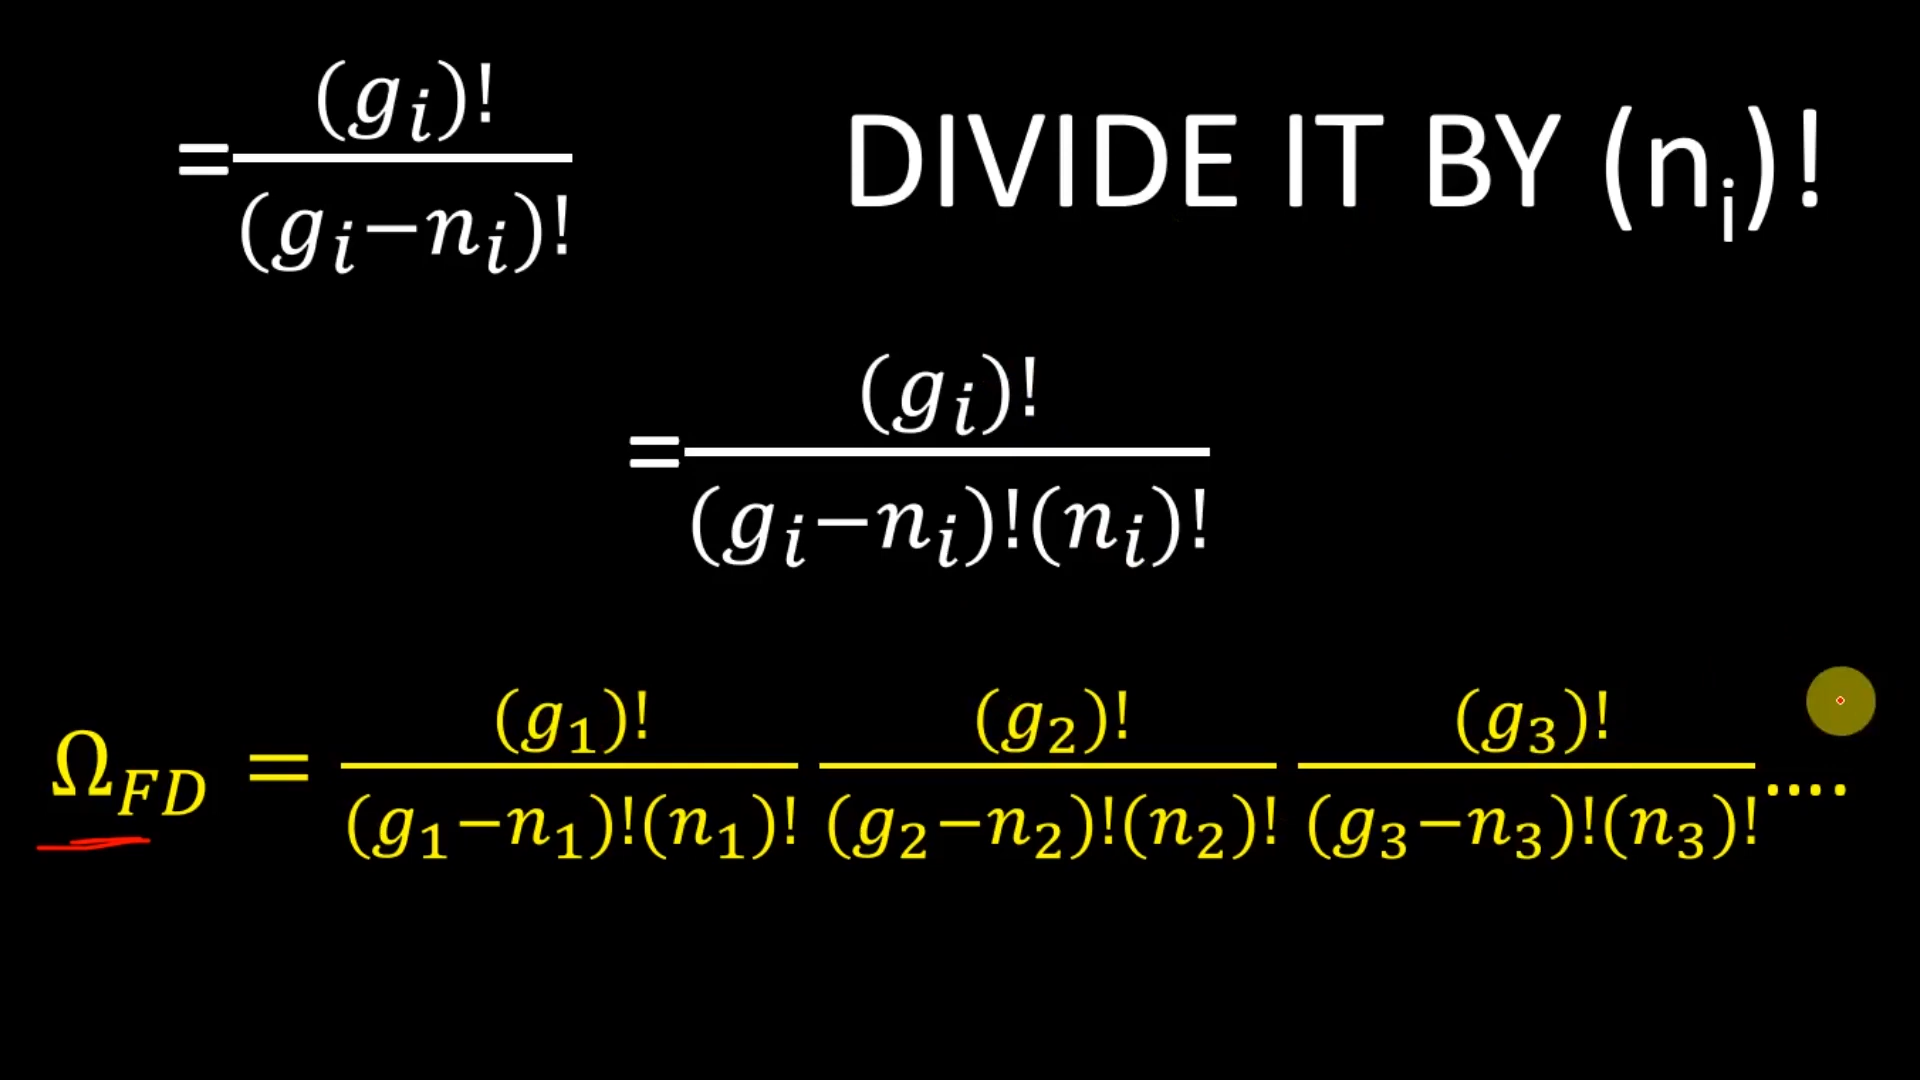 =(g_i)!/(g_i−n_i)! DIVIDE IT BY (n_i)!
=(g_i)!/(g_i−n_i)!(n_i)!
Ω_FD = (g_1)!/(g_1−n_1)!(n_1)! (g_2)!/(g_2−n_2)!(n_2)! (g_3)!/(g_3−n_3)!(n_3)! ....